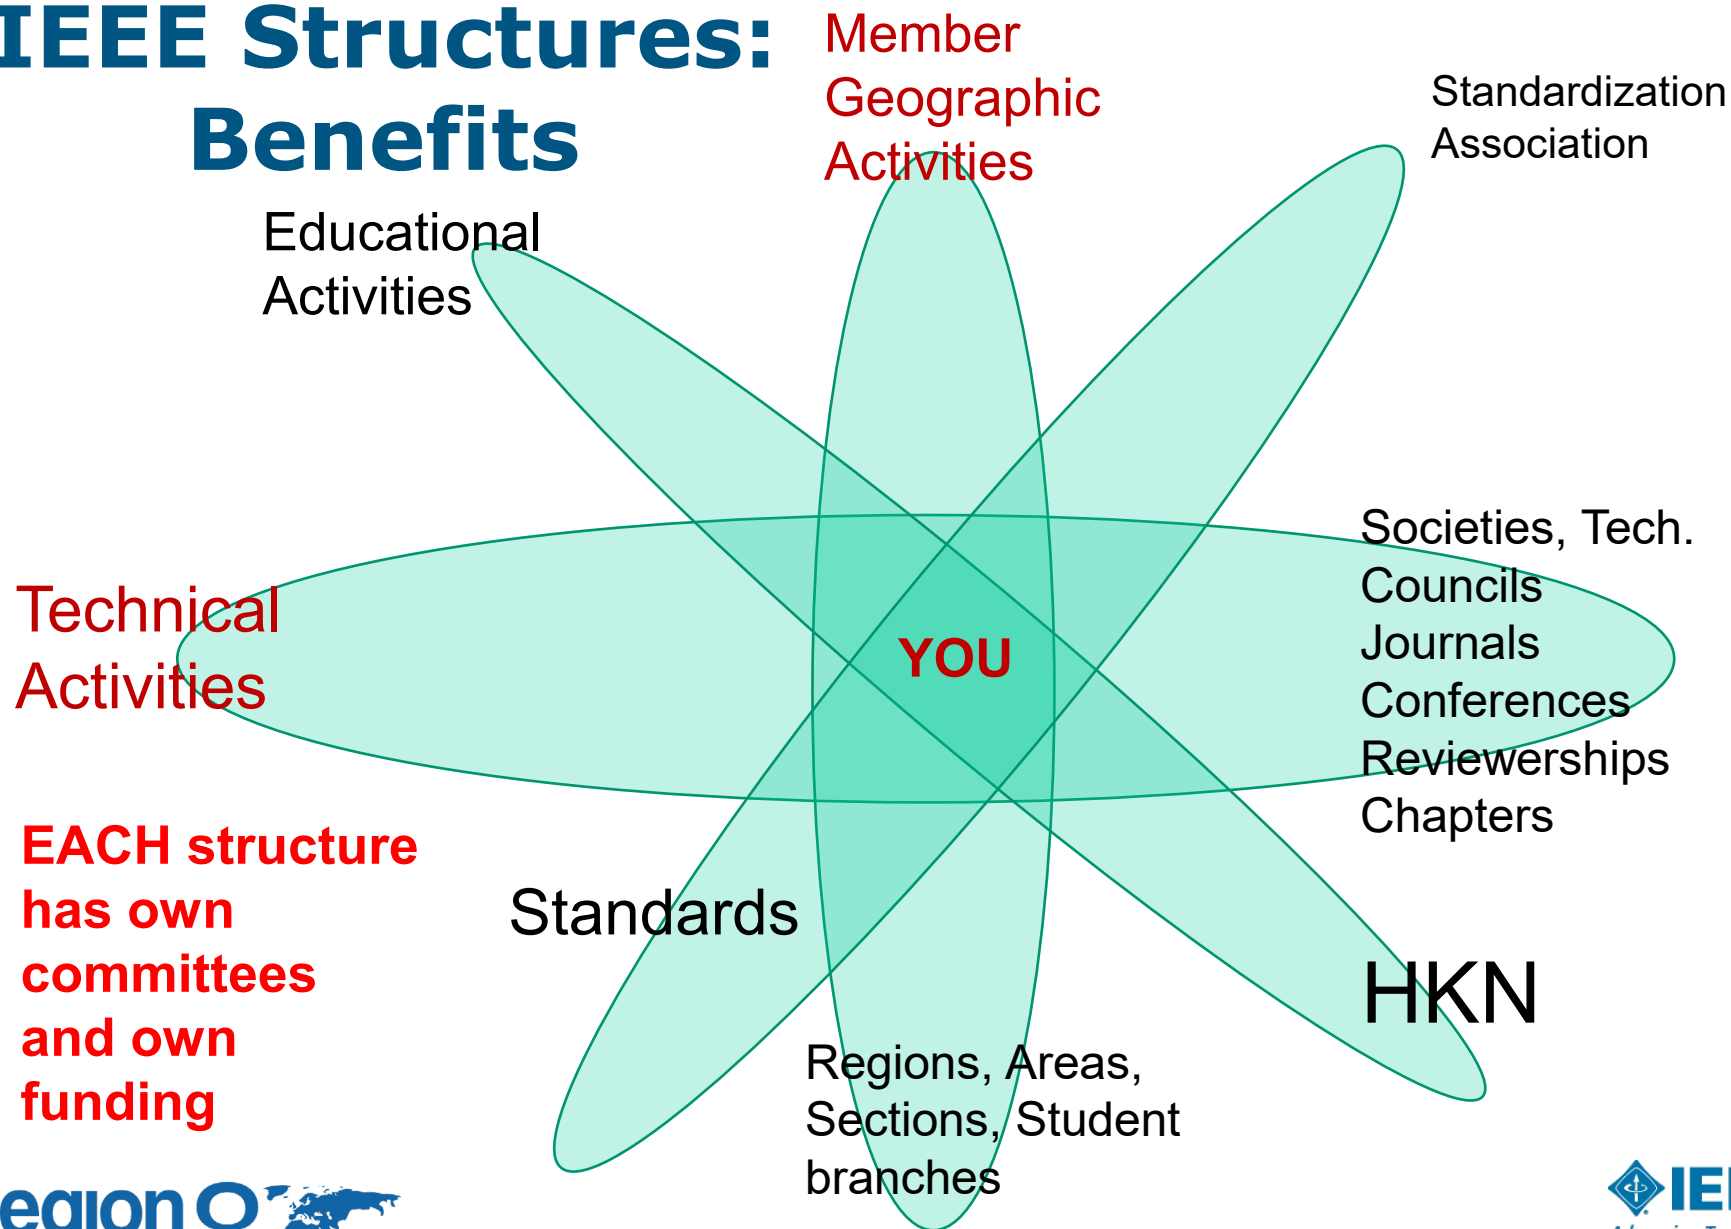 IEEE Structures:
Benefits
Member
Geographic
Activities
Standardization
Association
Educational
Activities
Societies, Tech.
Councils
Journals
Conferences
Reviewerships
Chapters
Technical
Activities
YOU
EACH structure
has own
committees
and own
funding
Standards
HKN
Regions, Areas,
Sections, Student
branches